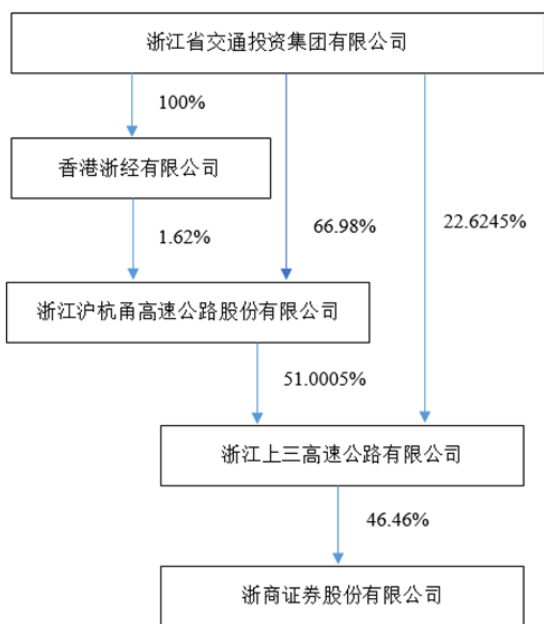 浙江省交通投资集团有限公司
100%
香港浙经有限公司
1.62%
66.98%
22.6245%
浙江沪杭甬高速公路股份有限公司
51.0005%
浙江上三高速公路有限公司
46.46%
浙商证券股份有限公司